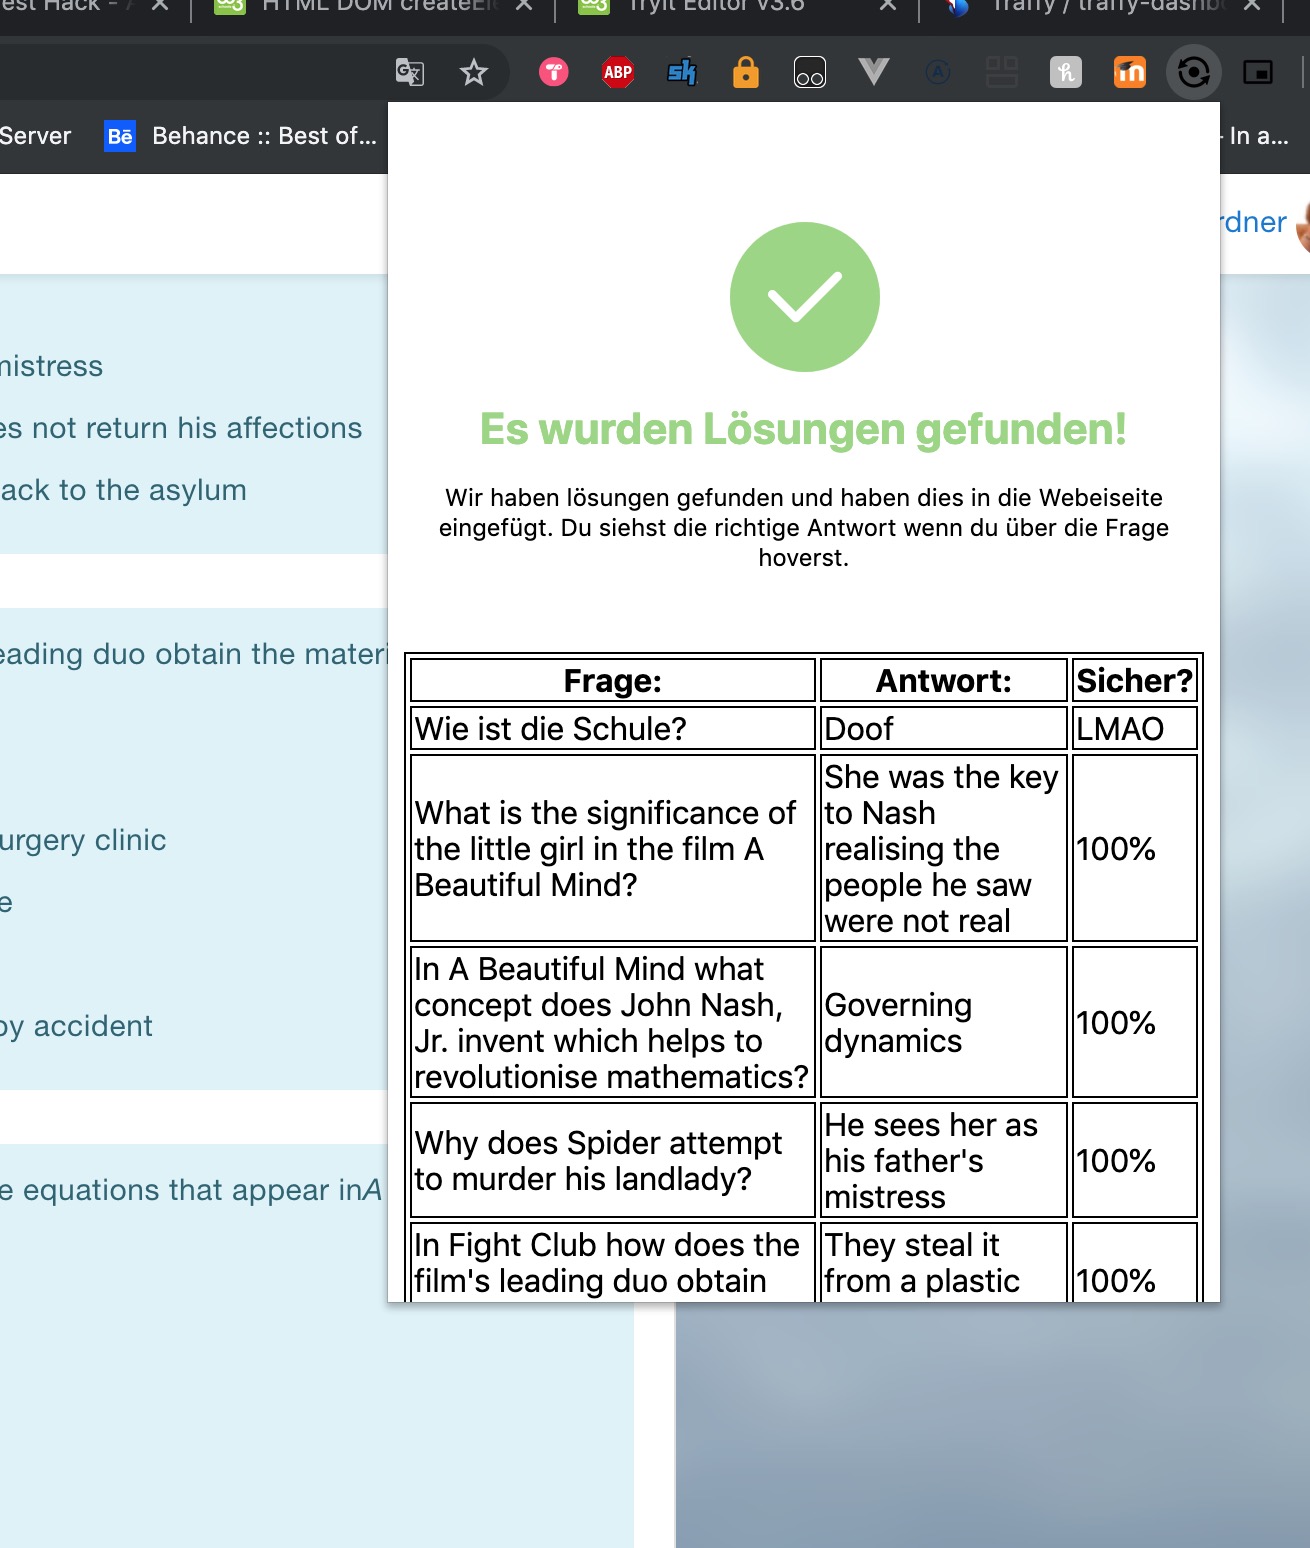 est Hack -
HTML DOM createEl
Tryit Editor v3.6
Traffy / traffy-dashb
ABP
sk
Server
Bē
Behance :: Best of...
- In a...
rdner
mistress
es not return his affections
ack to the asylum
eading duo obtain the materi
urgery clinic
e
by accident
e equations that appear inA
Es wurden Lösungen gefunden!
Wir haben lösungen gefunden und haben dies in die Webeiseite
eingefügt. Du siehst die richtige Antwort wenn du über die Frage
hoverst.
Frage:
Antwort:
Sicher?
Wie ist die Schule?
Doof
LMAO
What is the significance of
the little girl in the film A
Beautiful Mind?
She was the key
to Nash
realising the
people he saw
were not real
100%
In A Beautiful Mind what
concept does John Nash,
Jr. invent which helps to
revolutionise mathematics?
Governing
dynamics
100%
Why does Spider attempt
to murder his landlady?
He sees her as
his father's
mistress
100%
In Fight Club how does the
film's leading duo obtain
They steal it
from a plastic
100%